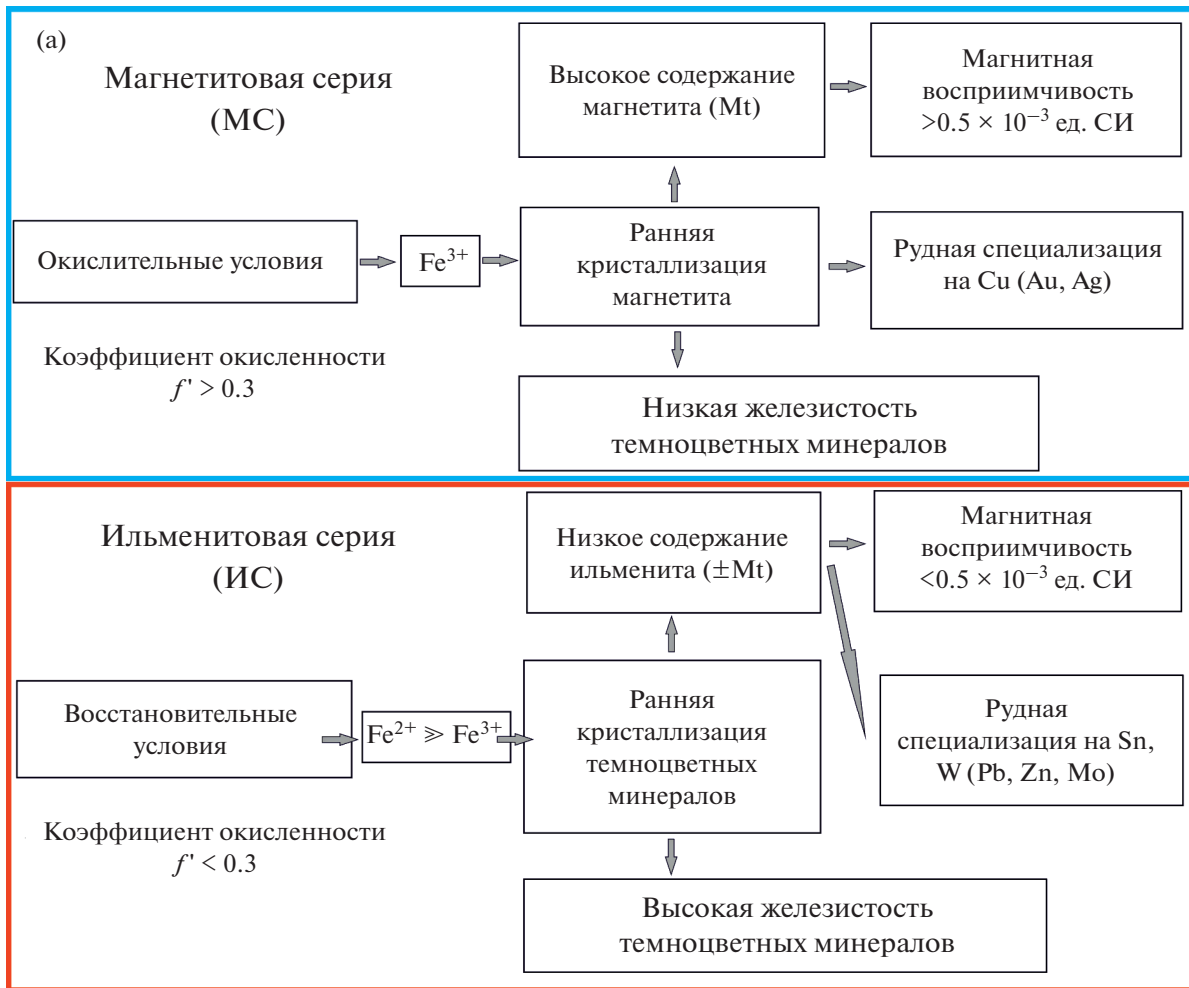 (а)
Магнетитовая серия
(МС)
Высокое содержание
магнетита (Mt)
Магнитная
восприимчивость
>0.5 × 10⁻³ ед. СИ
Окислительные условия
Fe³⁺
Ранняя
кристаллизация
магнетита
Рудная специализация
на Cu (Au, Ag)
Коэффициент окисленности
f' > 0.3
Низкая железистость
темноцветных минералов
Ильменитовая серия
(ИС)
Низкое содержание
ильменита (±Mt)
Магнитная
восприимчивость
<0.5 × 10⁻³ ед. СИ
Восстановительные
условия
Fe²⁺ ⩾ Fe³⁺
Ранняя
кристаллизация
темноцветных
минералов
Рудная
специализация на Sn,
W (Pb, Zn, Mo)
Коэффициент окисленности
f' < 0.3
Высокая железистость
темноцветных минералов